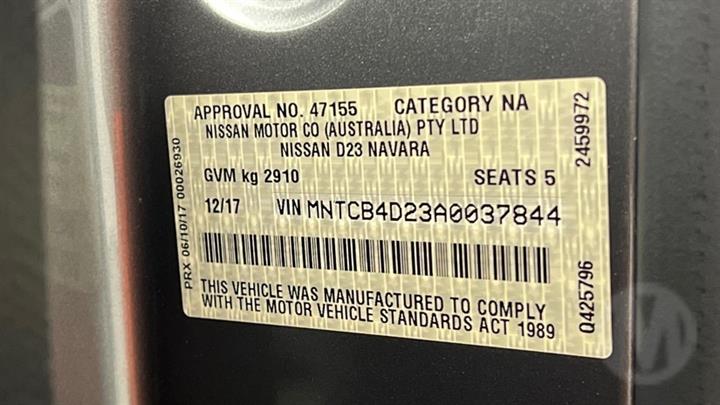 APPROVAL NO. 47155 CATEGORY NA
NISSAN MOTOR CO (AUSTRALIA) PTY LTD
NISSAN D23 NAVARA
GVM kg 2910 SEATS 5
12/17 VIN MNTCB4D23A0037844
THIS VEHICLE WAS MANUFACTURED TO COMPLY
WITH THE MOTOR VEHICLE STANDARDS ACT 1989
PRX 06/10/17 00026930
2459972
Q425796